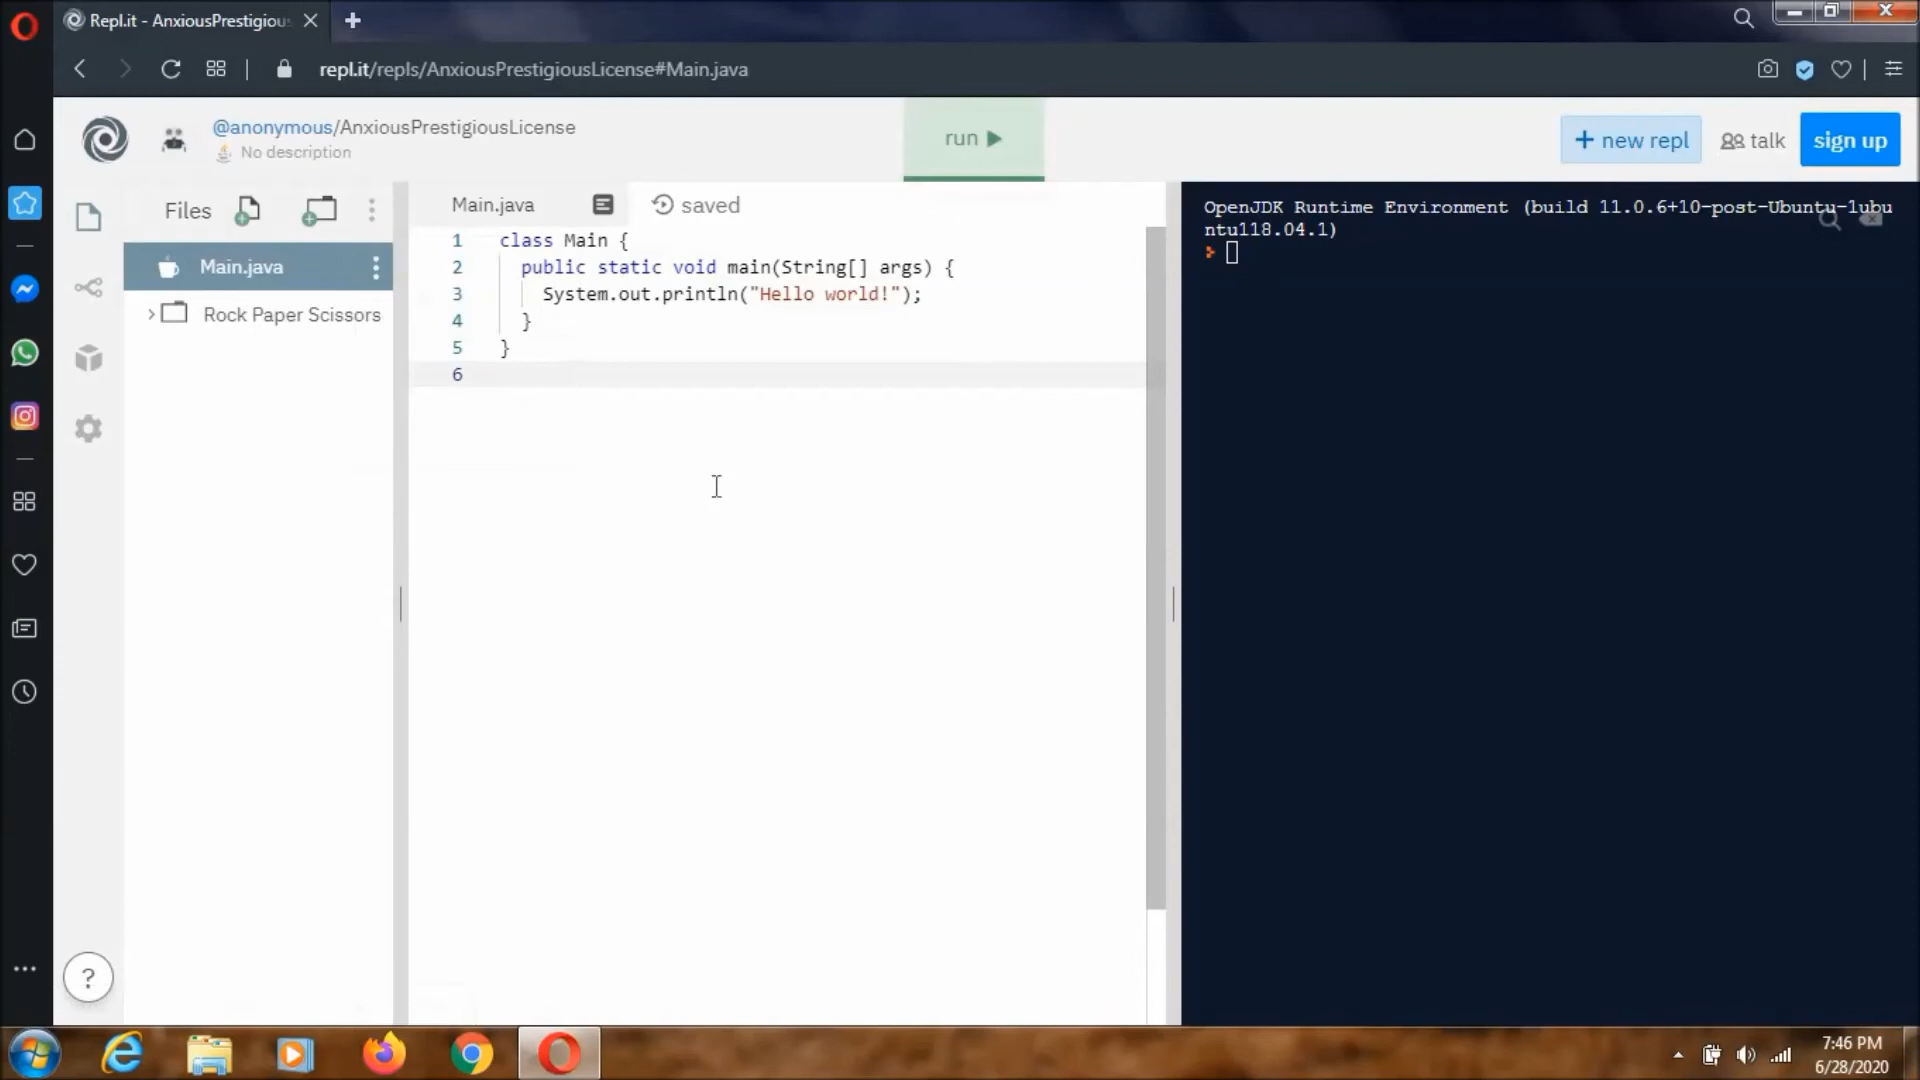 Repl.it - AnxiousPrestigious
repl.it/repls/AnxiousPrestigiousLicense#Main.java
@anonymous/AnxiousPrestigiousLicense
No description
run
+ new repl
talk
sign up
Files
Main.java
saved
Main.java
Rock Paper Scissors
1 class Main {
2 public static void main(String[] args) {
3 System.out.println("Hello world!");
4 }
5 }
6
OpenJDK Runtime Environment (build 11.0.6+10-post-Ubuntu-1ubu
ntu118.04.1)
?
7:46 PM
6/28/2020